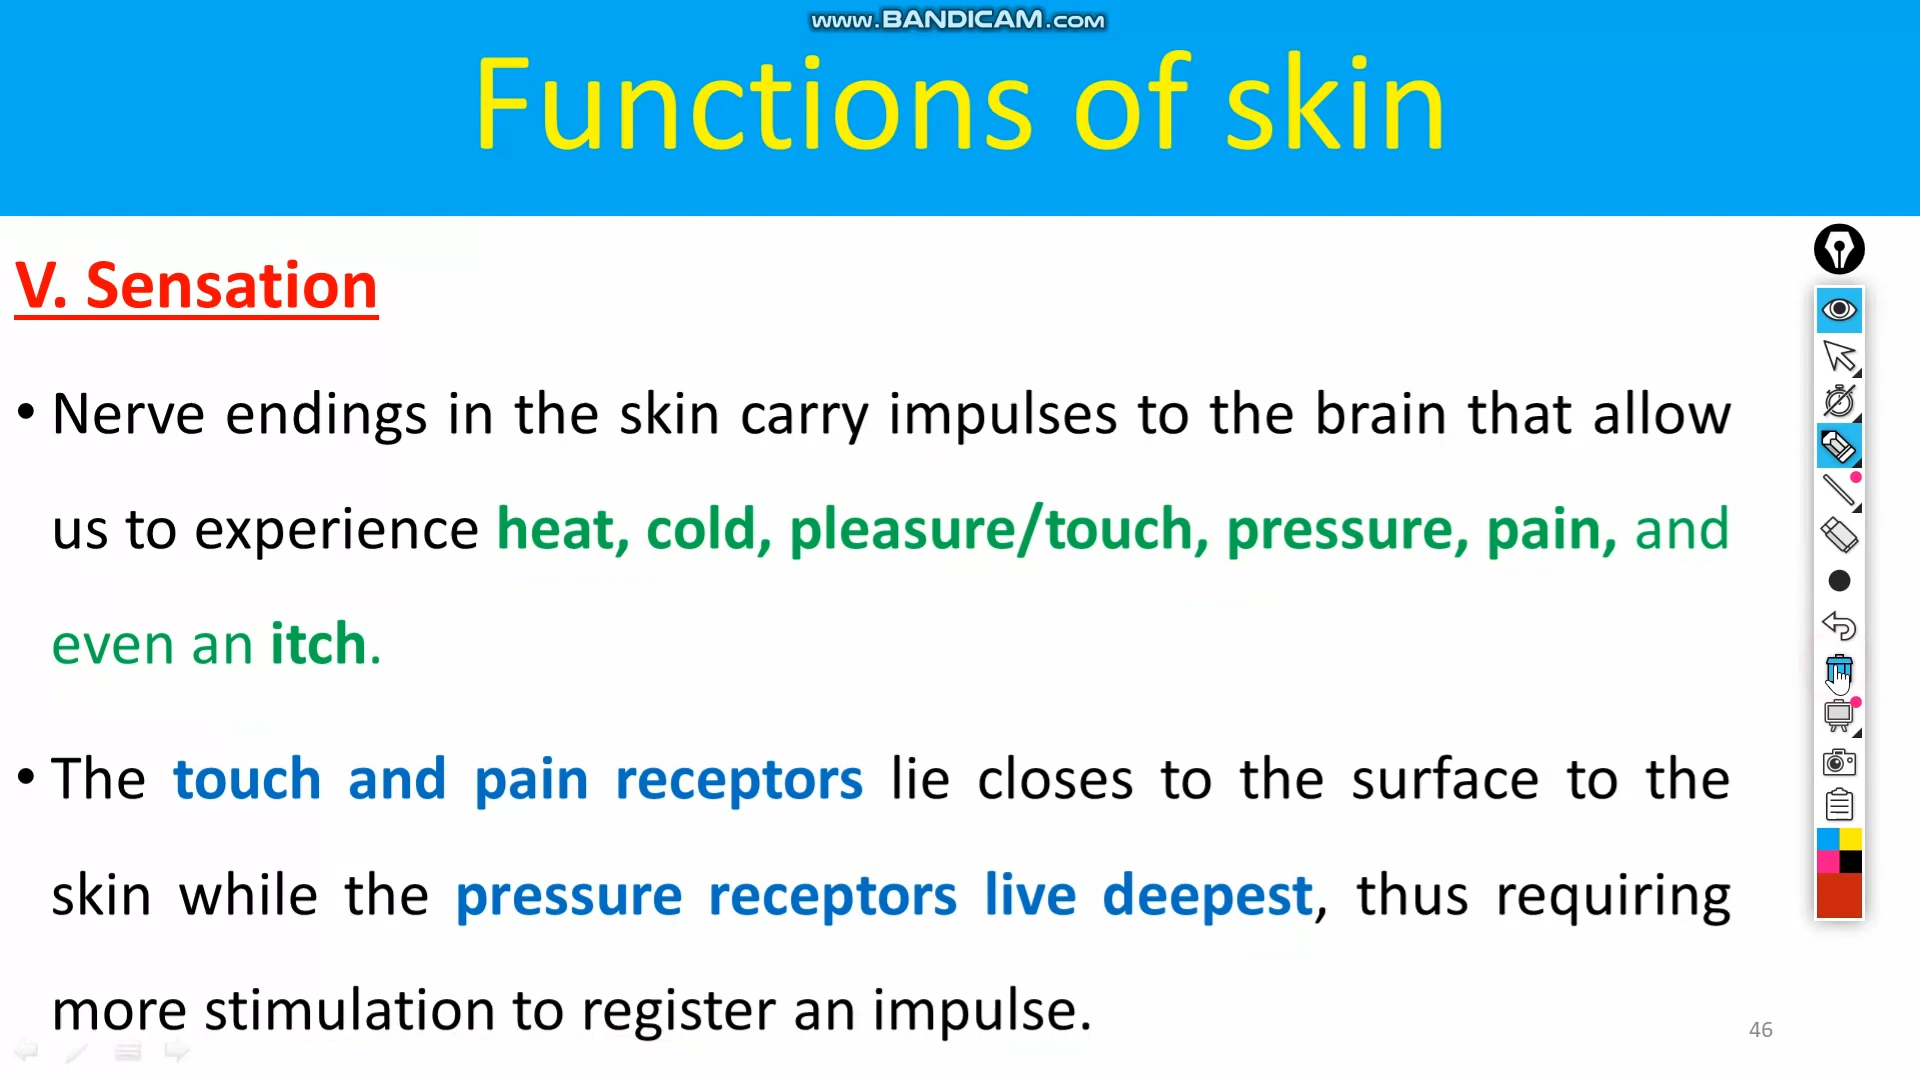 www.BANDICAM.com
Functions of skin
V. Sensation
• Nerve endings in the skin carry impulses to the brain that allow
us to experience heat, cold, pleasure/touch, pressure, pain, and
even an itch.
• The touch and pain receptors lie closes to the surface to the
skin while the pressure receptors live deepest, thus requiring
more stimulation to register an impulse.
46